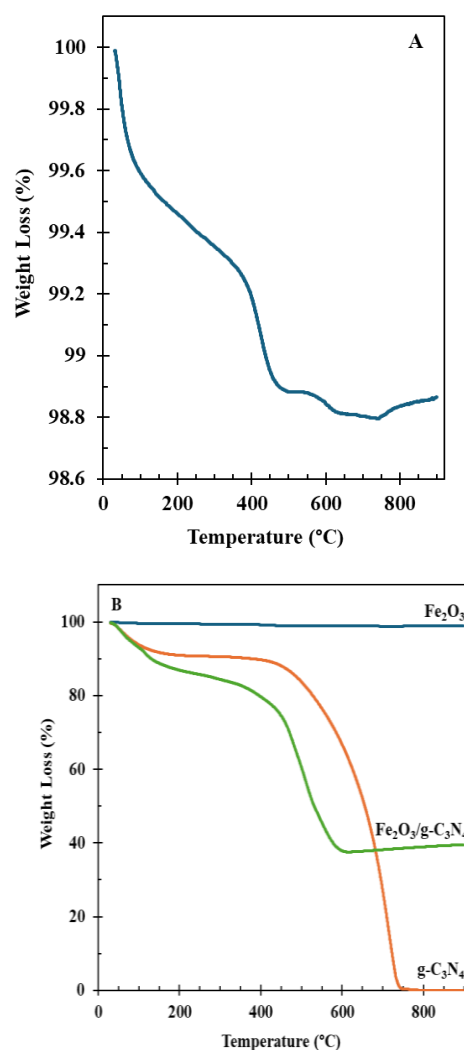 A
100
99.8
99.6
99.4
99.2
99
98.8
98.6
0 200 400 600 800
Weight Loss (%)
Temperature (°C)
B
Fe₂O₃
120
100
80
60
40
20
0
Fe₂O₃/g-C₃N₄
g-C₃N₄
0 200 400 600 800
Weight Loss (%)
Temperature (°C)